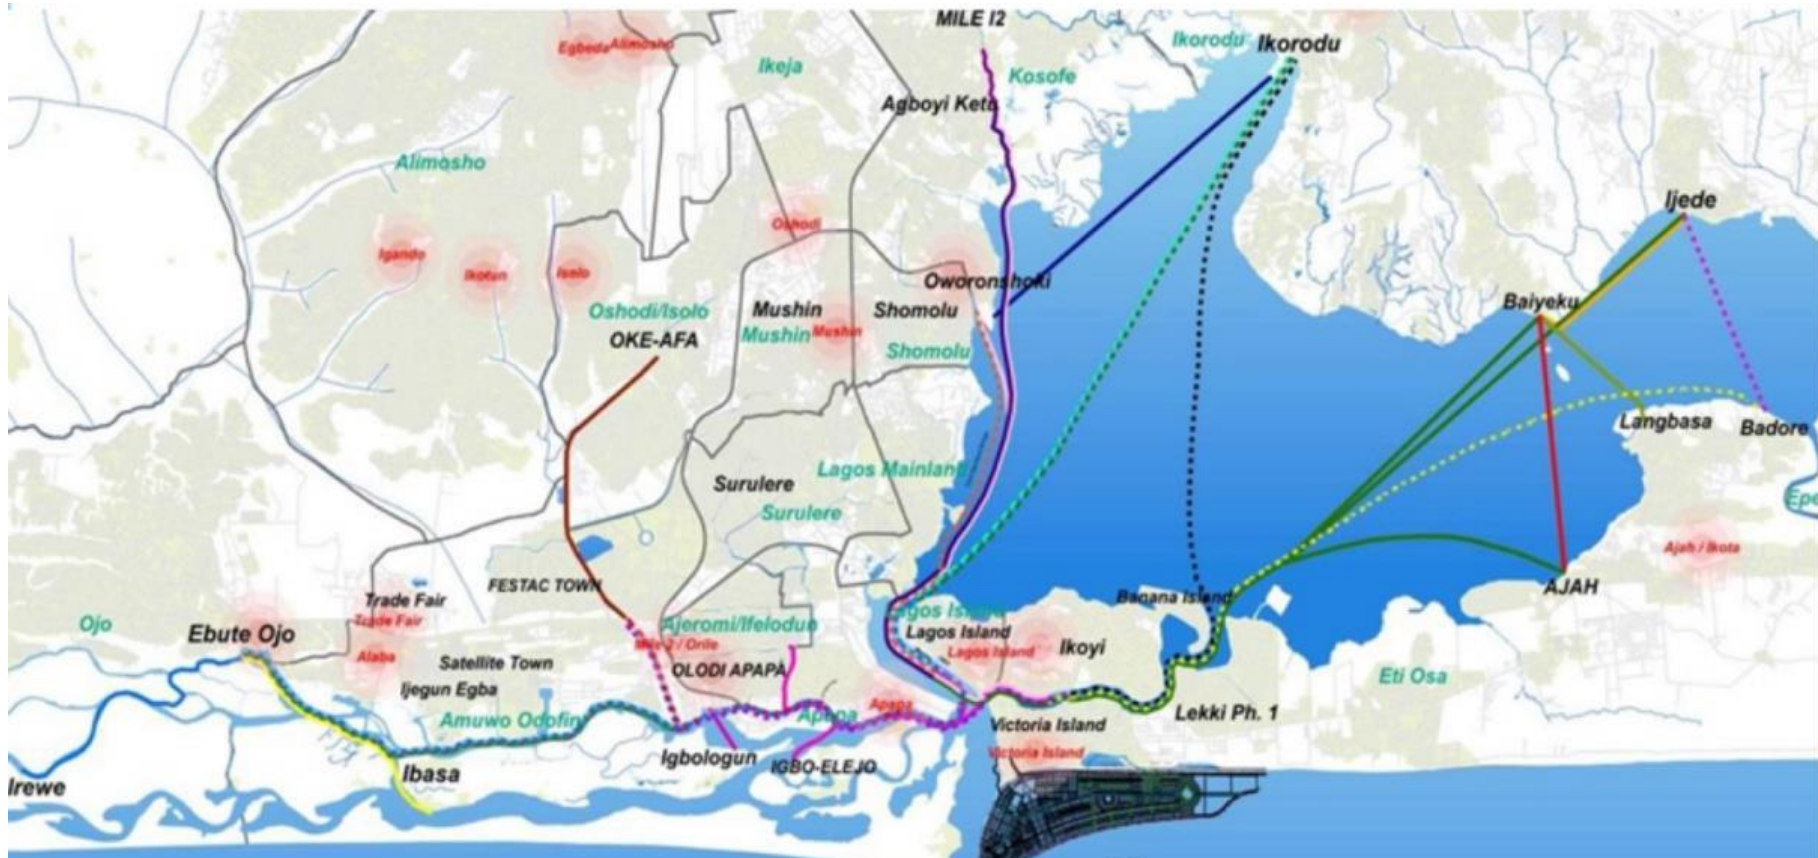 MILE I2
Ikorodu
Ikorodu
Egbeda
Alimosho
Ikeja
Kosofe
Agboyi Ketu
Alimosho
Ijede
Oshodi
Igando
Ikotun
Isolo
Oworonshoki
Baiyeku
Oshodi/Isolo
Mushin
Shomolu
OKE-AFA
Mushin
Mushin
Shomolu
Langbasa
Badore
Lagos Mainland
Surulere
Surulere
Epe
Ajah / Ikota
FESTAC TOWN
AJAH
Trade Fair
Banana Island
Lagos Island
Trade Fair
Ojo
Ebute Ojo
Ajeromi/Ifelodun
Lagos Island
Mile 2 / Orile
Lagos Island
Ikoyi
Alaba
Satellite Town
OLODI APAPA
Eti Osa
Ijegun Egba
Apapa
Amuwo Odofin
Apapa
Lekki Ph. 1
Victoria Island
Igbologun
IGBO-ELEJO
Victoria Island
Ibasa
Irewe